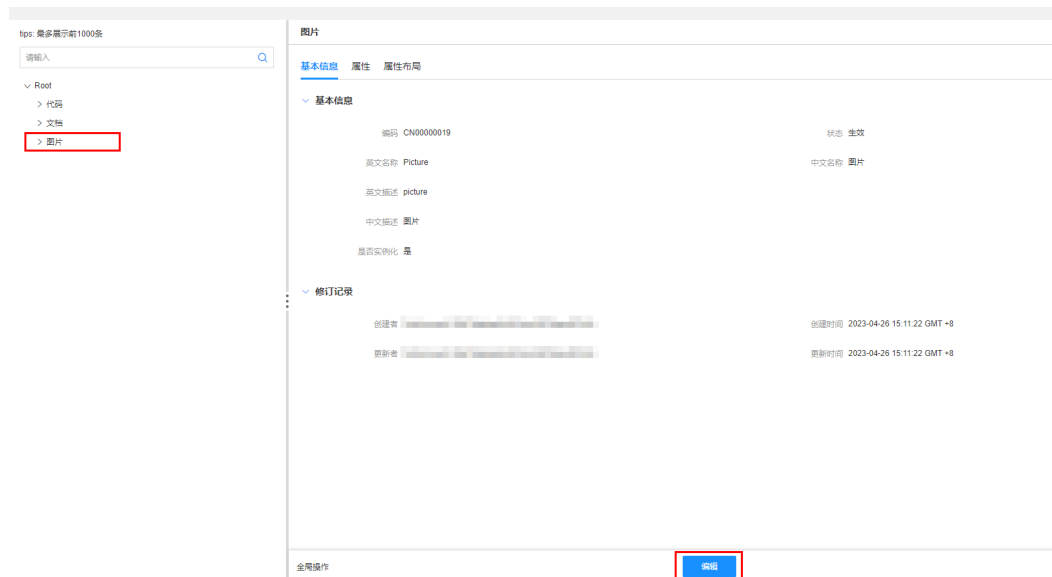 tips: 最多展示前1000条
请输入
Root
代码
文档
图片
图片
基本信息 属性 属性布局
基本信息
编码 CN00000019 状态 生效
英文名称 Picture 中文名称 图片
英文描述 picture
中文描述 图片
是否实例化 是
修订记录
创建者 创建时间 2023-04-26 15:11:22 GMT +8
更新者 更新时间 2023-04-26 15:11:22 GMT +8
全局操作 编辑